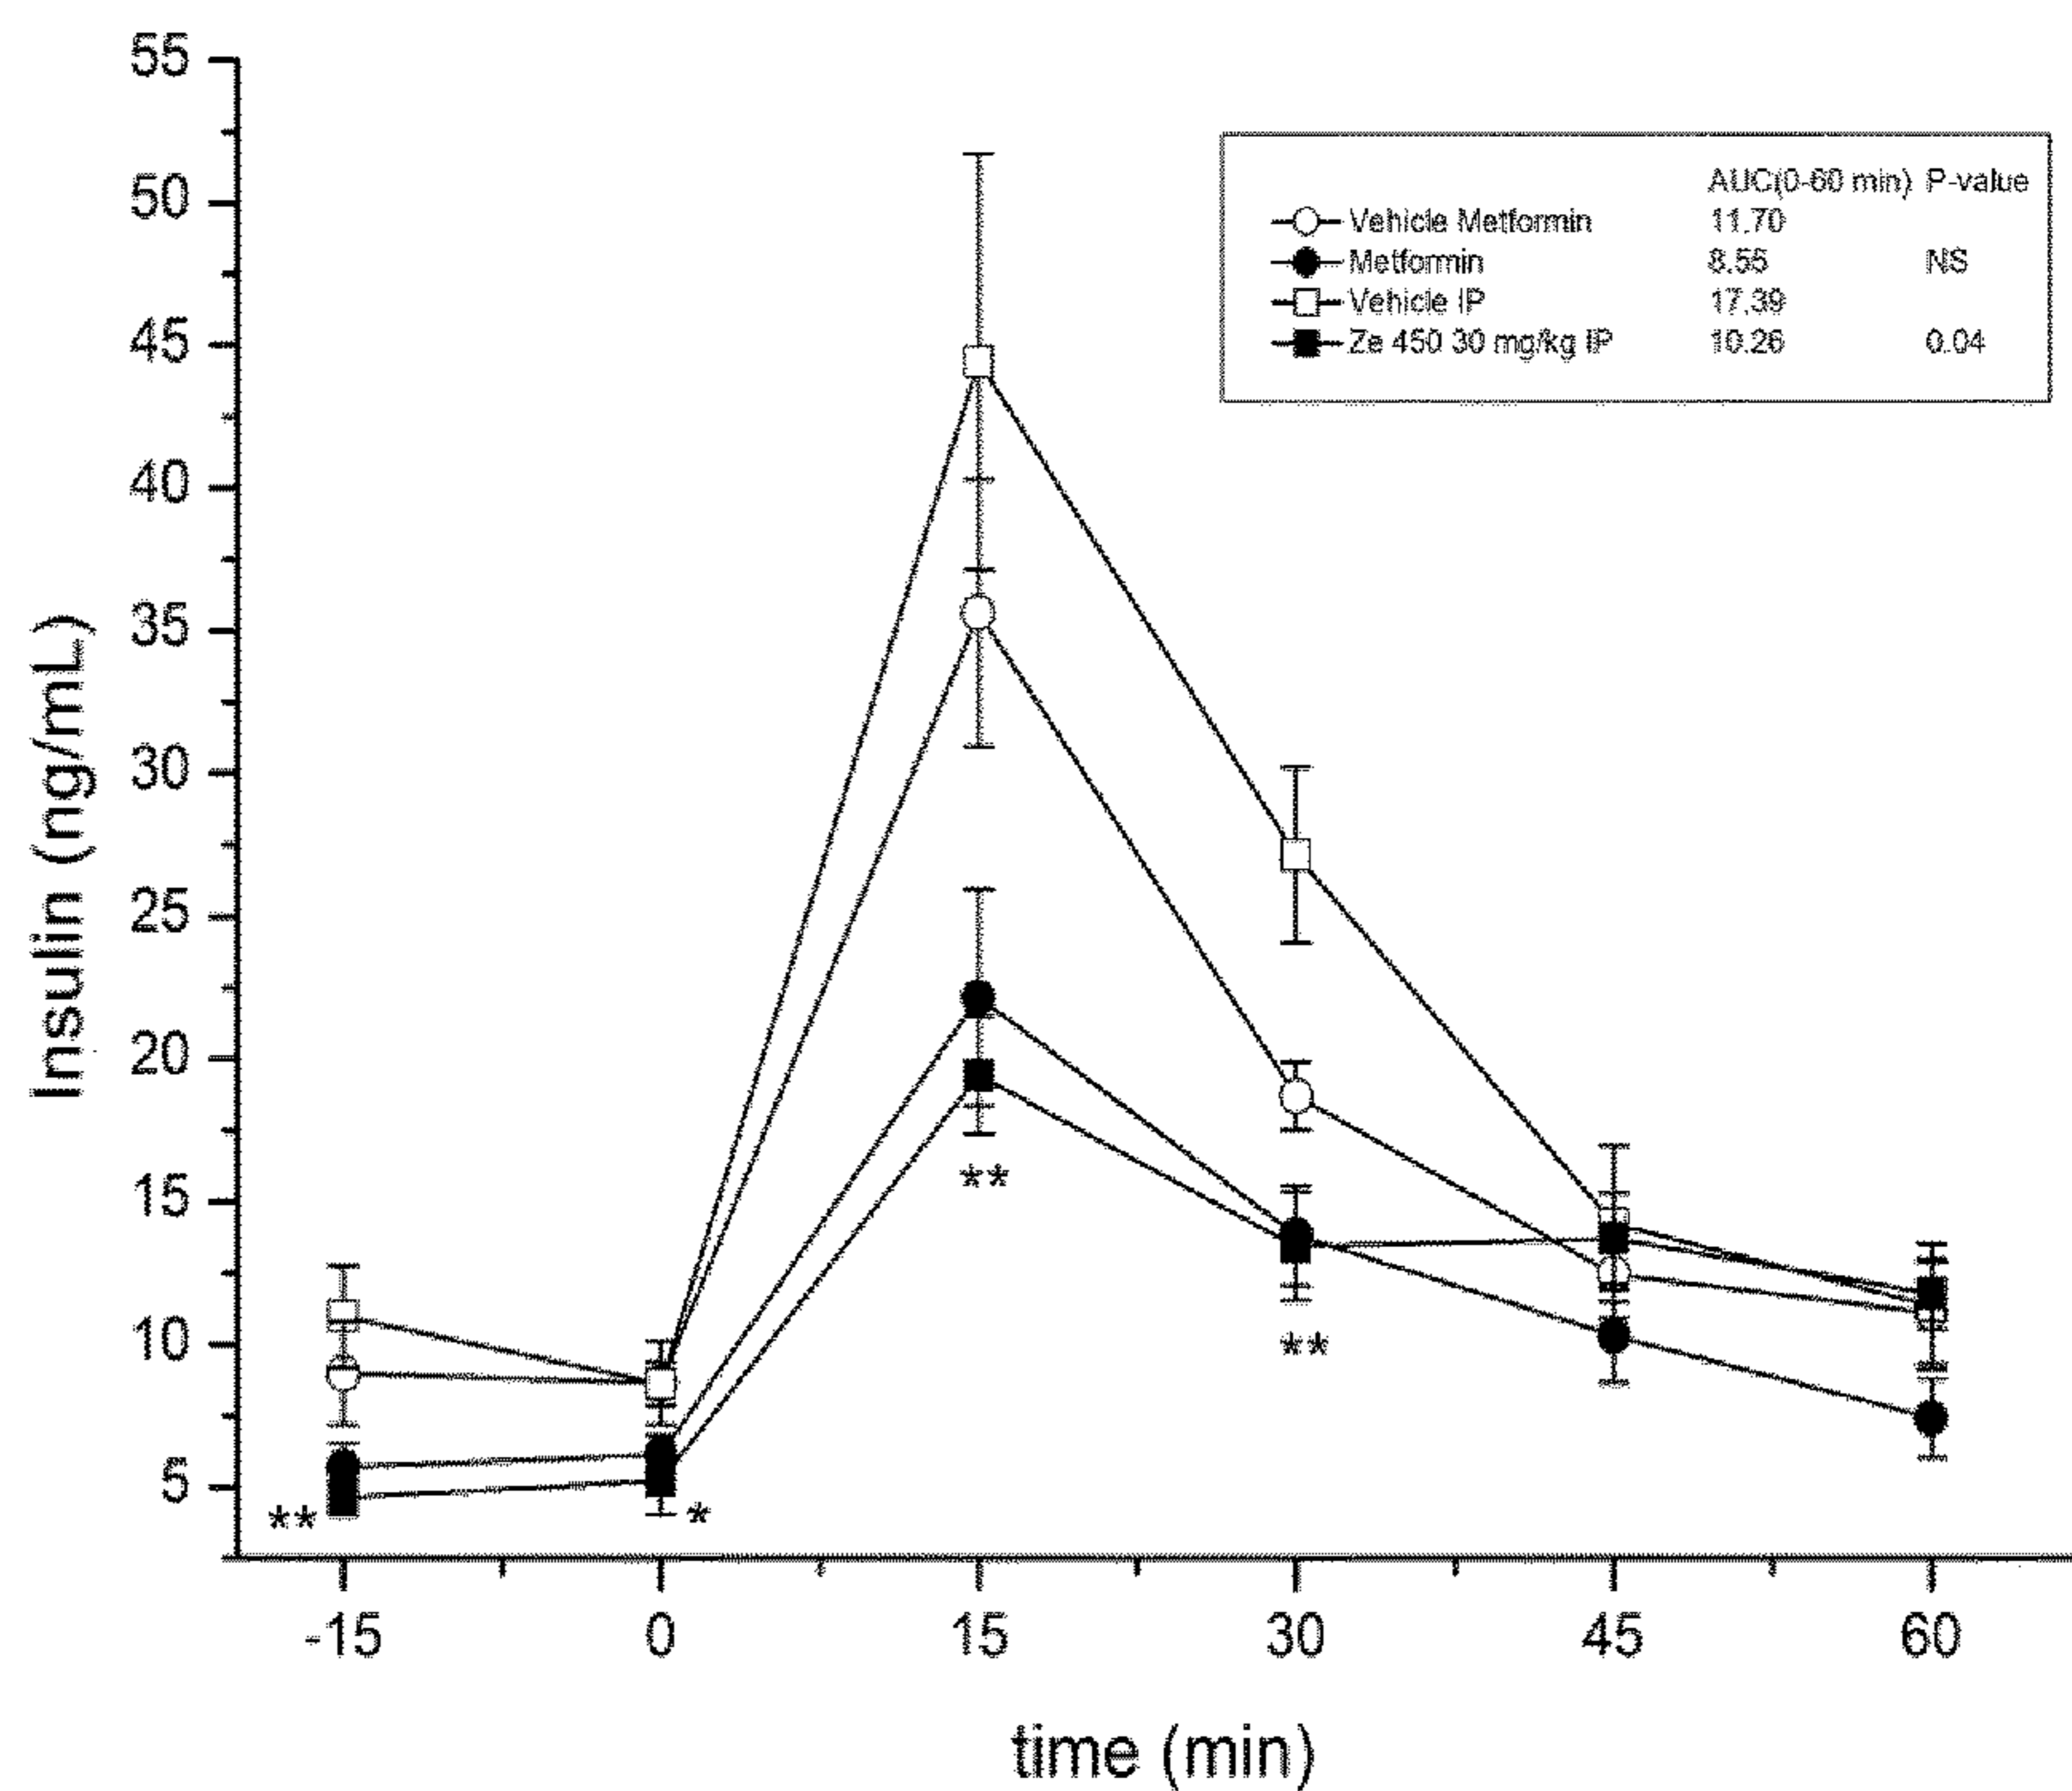 55
50
45
40
35
30
25
20
15
10
5
Insulin (ng/mL)
AUC(0-60 min) P-value
Vehicle Metformin 11.70
Metformin 8.55 NS
Vehicle IP 17.39
Ze 450 30 mg/kg IP 10.26 0.04
**
**
**
*
-15 0 15 30 45 60
time (min)